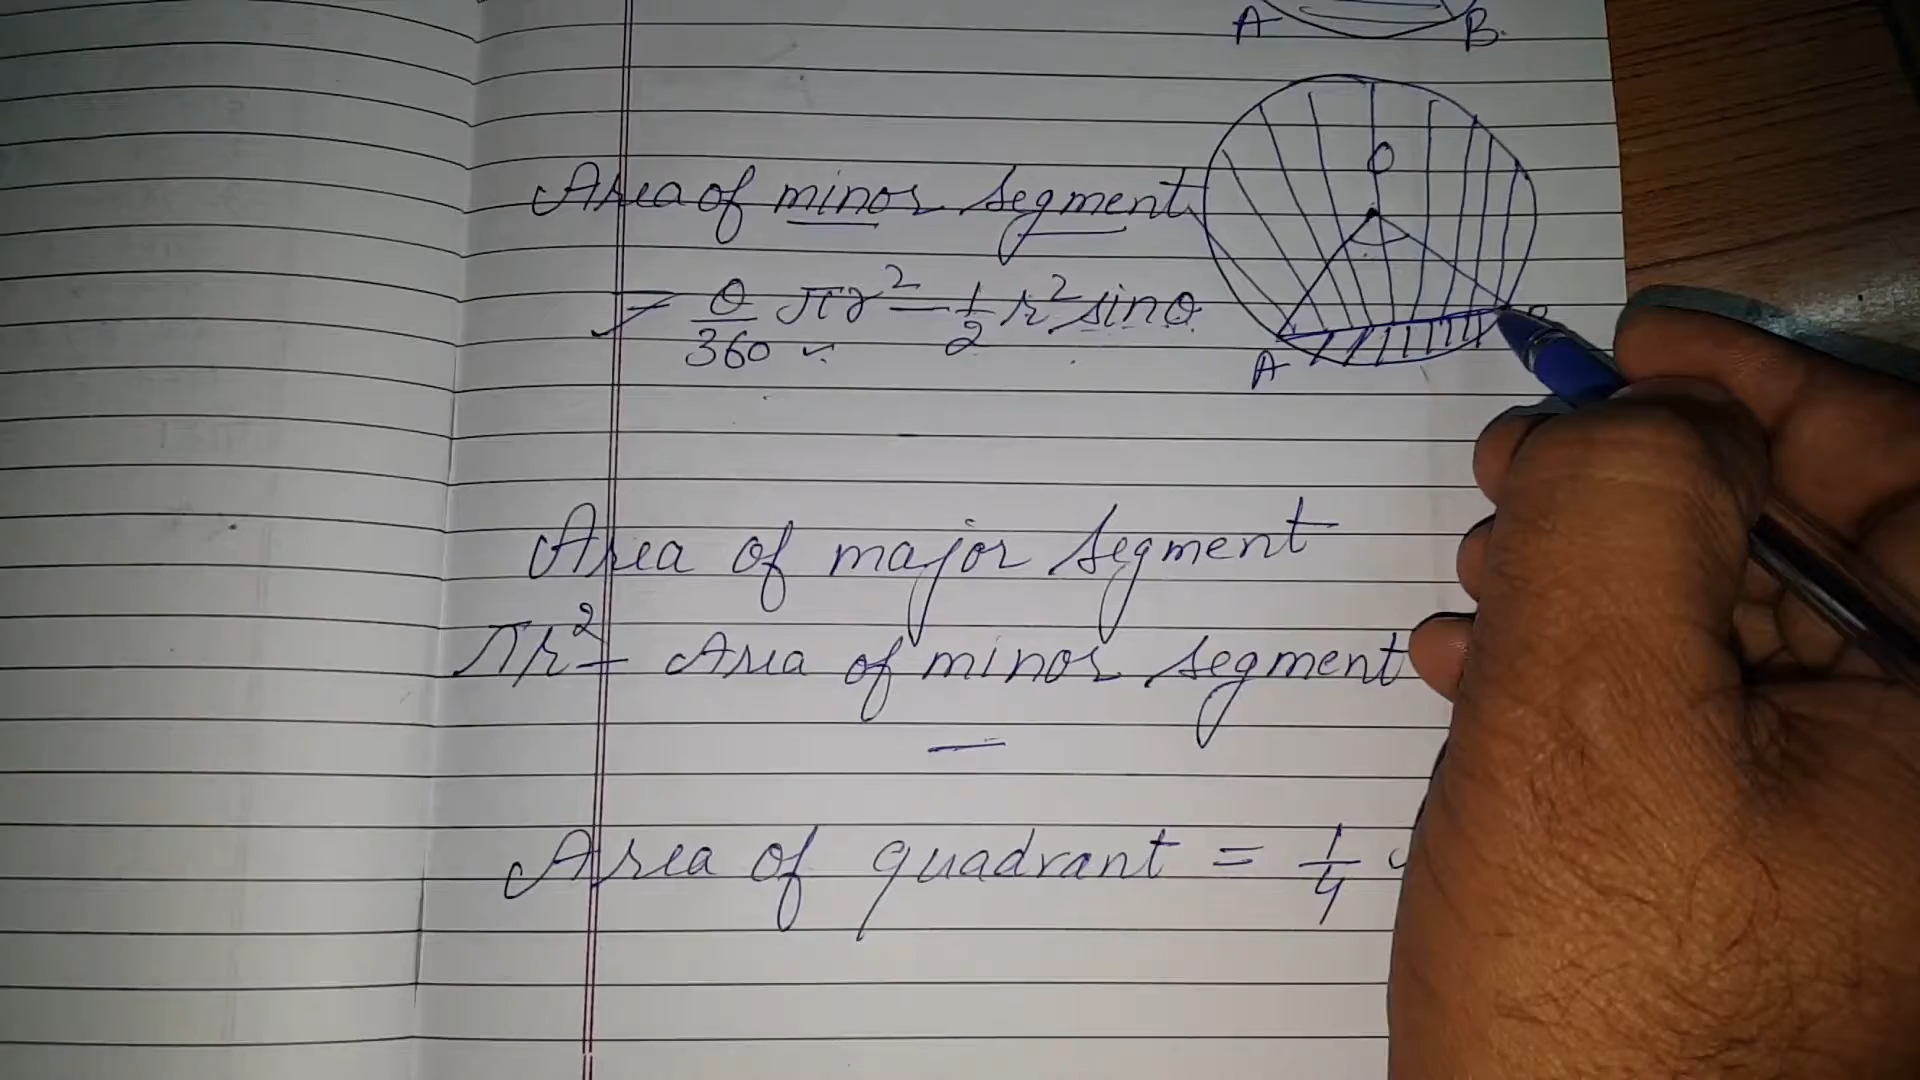 A B.
O
Area of minor segment
= θ/360 πr² - 1/2 r² sinθ
A
Area of major segment
πr² - Area of minor segment
Area of quadrant = 1/4